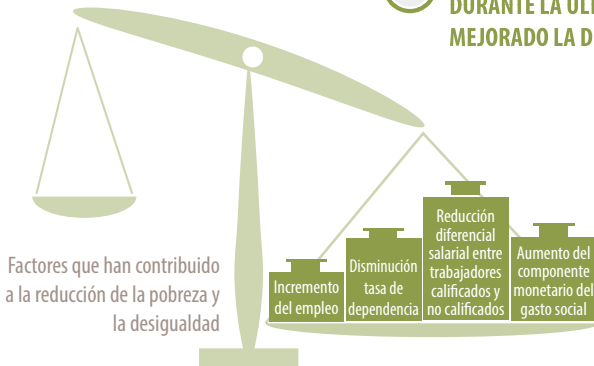 DURANTE LA
MEJORADO LA
Factores que han contribuido
a la reducción de la pobreza y
la desigualdad
Incremento
del empleo
Disminución
tasa de
dependencia
Reducción
diferencial
salarial entre
trabajadores
calificados y
no calificados
Aumento del
componente
monetario del
gasto social